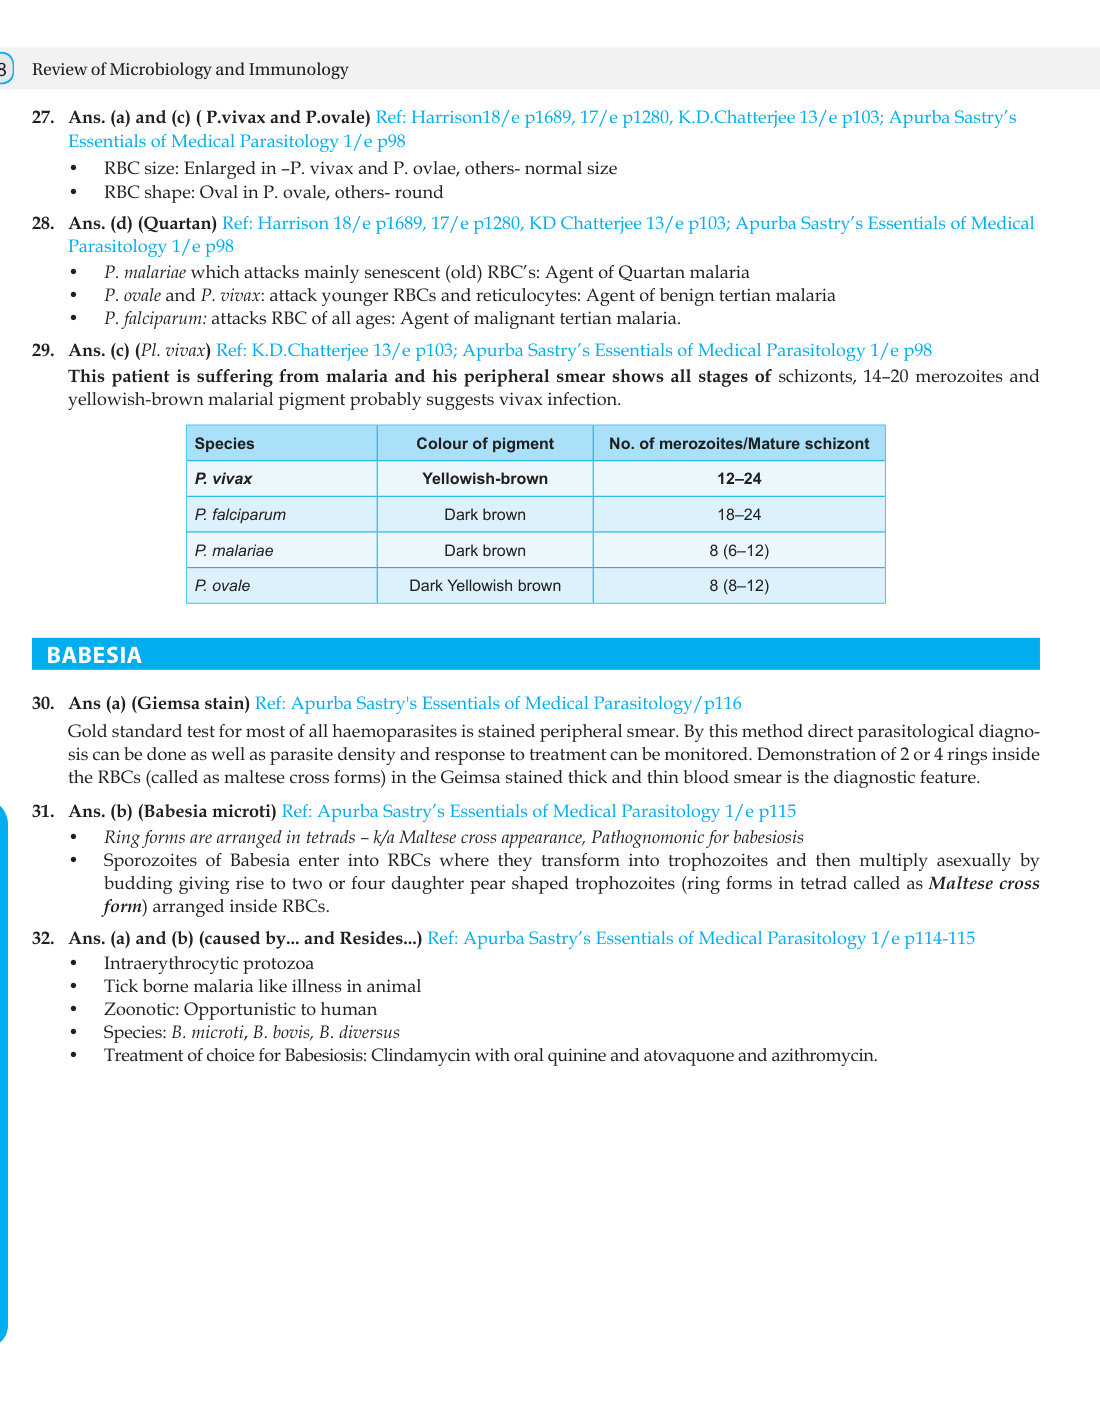 8 Review of Microbiology and Immunology
27. Ans. (a) and (c) ( P.vivax and P.ovale) Ref: Harrison18/e p1689, 17/e p1280, K.D.Chatterjee 13/e p103; Apurba Sastry’s
Essentials of Medical Parasitology 1/e p98
• RBC size: Enlarged in –P. vivax and P. ovlae, others- normal size
• RBC shape: Oval in P. ovale, others- round
28. Ans. (d) (Quartan) Ref: Harrison 18/e p1689, 17/e p1280, KD Chatterjee 13/e p103; Apurba Sastry’s Essentials of Medical
Parasitology 1/e p98
• P. malariae which attacks mainly senescent (old) RBC’s: Agent of Quartan malaria
• P. ovale and P. vivax: attack younger RBCs and reticulocytes: Agent of benign tertian malaria
• P. falciparum: attacks RBC of all ages: Agent of malignant tertian malaria.
29. Ans. (c) (Pl. vivax) Ref: K.D.Chatterjee 13/e p103; Apurba Sastry’s Essentials of Medical Parasitology 1/e p98
This patient is suffering from malaria and his peripheral smear shows all stages of schizonts, 14–20 merozoites and
yellowish-brown malarial pigment probably suggests vivax infection.
Species Colour of pigment No. of merozoites/Mature schizont
P. vivax Yellowish-brown 12–24
P. falciparum Dark brown 18–24
P. malariae Dark brown 8 (6–12)
P. ovale Dark Yellowish brown 8 (8–12)
BABESIA
30. Ans (a) (Giemsa stain) Ref: Apurba Sastry's Essentials of Medical Parasitology/p116
Gold standard test for most of all haemoparasites is stained peripheral smear. By this method direct parasitological diagno-
sis can be done as well as parasite density and response to treatment can be monitored. Demonstration of 2 or 4 rings inside
the RBCs (called as maltese cross forms) in the Geimsa stained thick and thin blood smear is the diagnostic feature.
31. Ans. (b) (Babesia microti) Ref: Apurba Sastry’s Essentials of Medical Parasitology 1/e p115
• Ring forms are arranged in tetrads – k/a Maltese cross appearance, Pathognomonic for babesiosis
• Sporozoites of Babesia enter into RBCs where they transform into trophozoites and then multiply asexually by
budding giving rise to two or four daughter pear shaped trophozoites (ring forms in tetrad called as Maltese cross
form) arranged inside RBCs.
32. Ans. (a) and (b) (caused by... and Resides...) Ref: Apurba Sastry’s Essentials of Medical Parasitology 1/e p114-115
• Intraerythrocytic protozoa
• Tick borne malaria like illness in animal
• Zoonotic: Opportunistic to human
• Species: B. microti, B. bovis, B. diversus
• Treatment of choice for Babesiosis: Clindamycin with oral quinine and atovaquone and azithromycin.